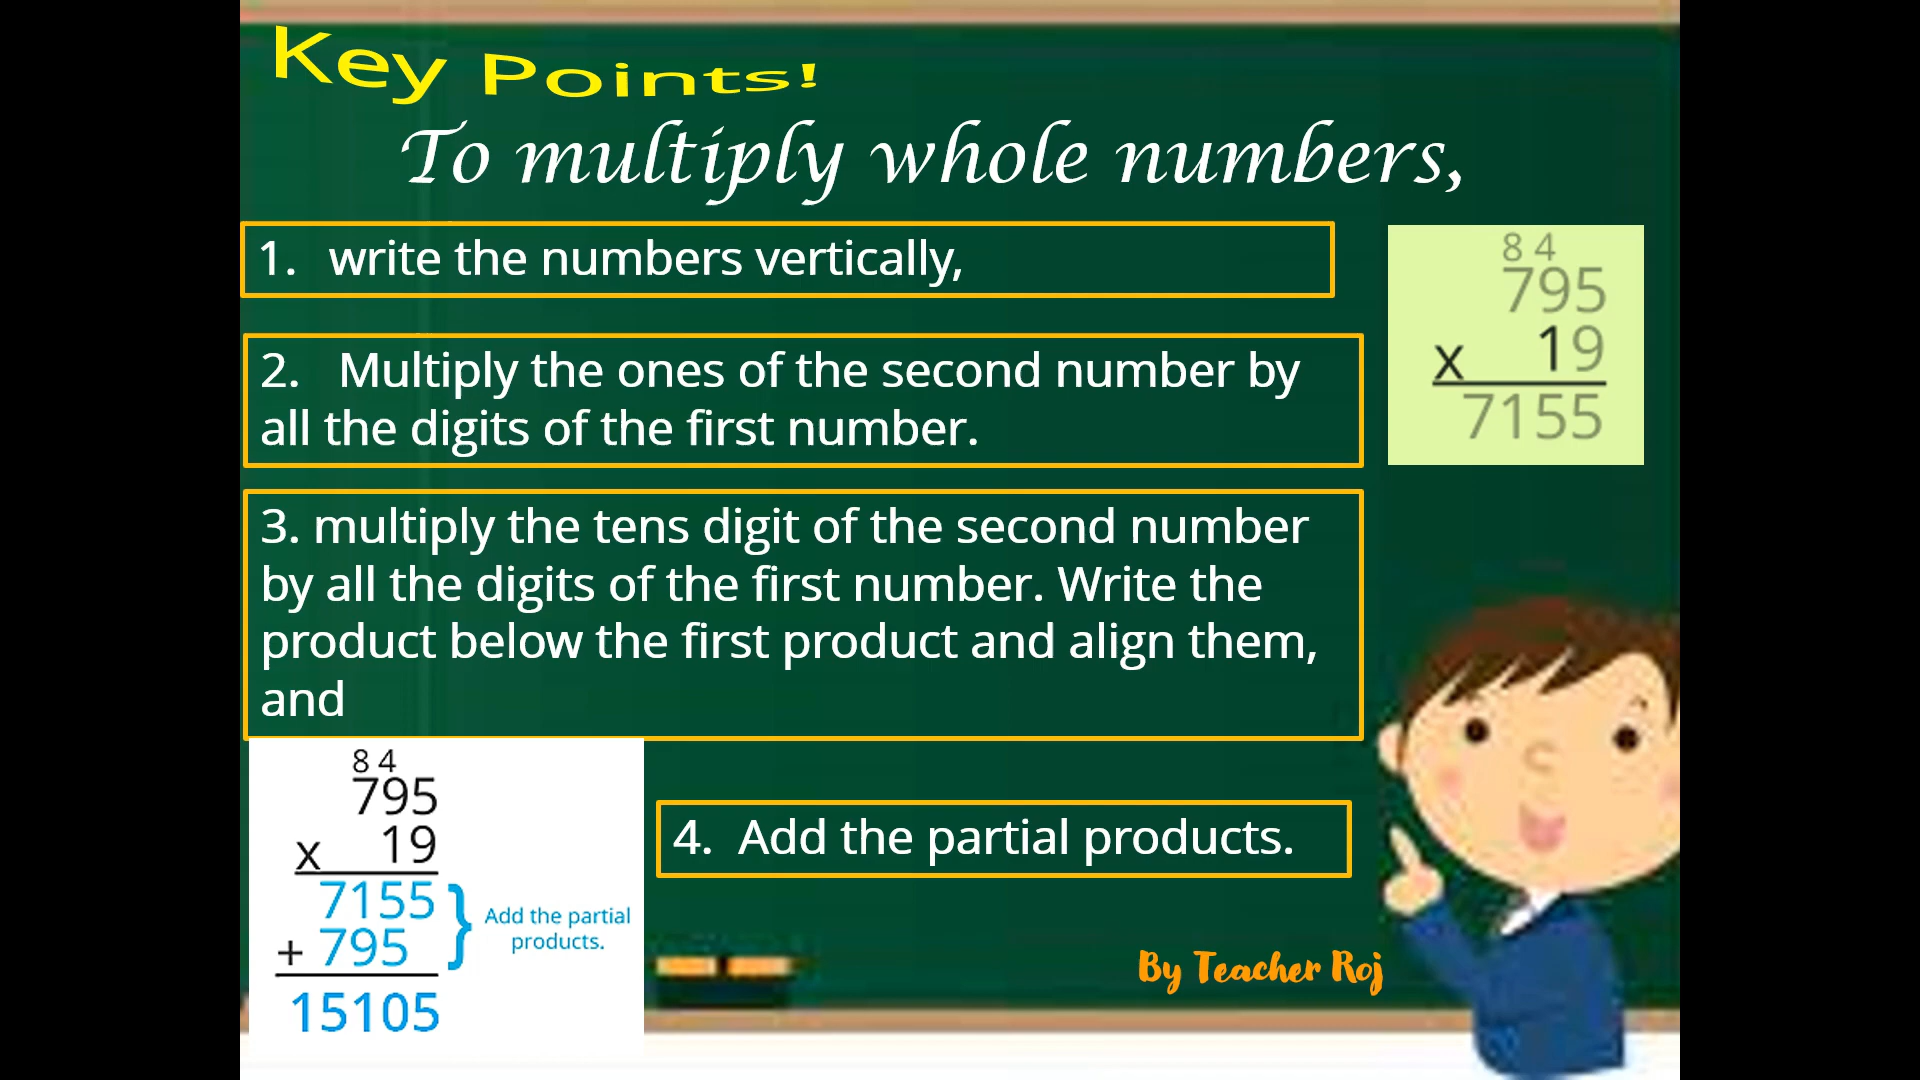 Key Points!
To multiply whole numbers,
1. write the numbers vertically,
8 4
795
x 19
7155
2. Multiply the ones of the second number by
all the digits of the first number.
3. multiply the tens digit of the second number
by all the digits of the first number. Write the
product below the first product and align them,
and
8 4
795
x 19
7155
+ 795
15105
} Add the partial
products.
4. Add the partial products.
By Teacher Roj